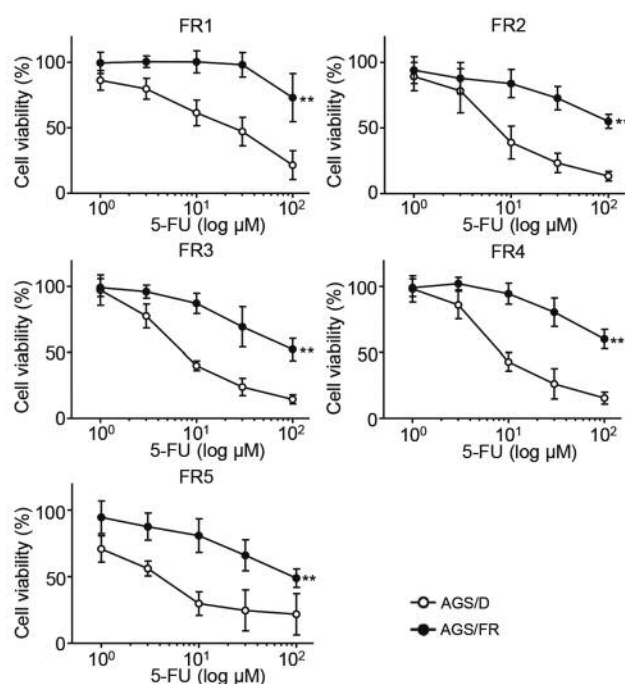 FR1
Cell viability (%)
100
50
0
10⁰ 10¹ 10²
5-FU (log μM)
**
FR2
Cell viability (%)
100
50
0
10⁰ 10¹ 10²
5-FU (log μM)
**
FR3
Cell viability (%)
100
50
0
10⁰ 10¹ 10²
5-FU (log μM)
**
FR4
Cell viability (%)
100
50
0
10⁰ 10¹ 10²
5-FU (log μM)
**
FR5
Cell viability (%)
100
50
0
10⁰ 10¹ 10²
5-FU (log μM)
**
AGS/D
AGS/FR